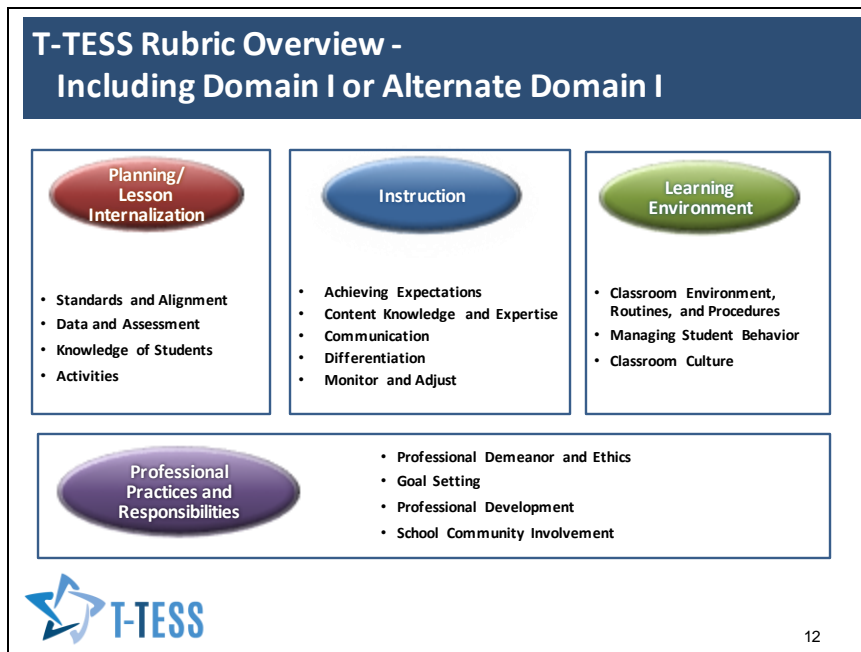 T-TESS Rubric Overview -
Including Domain I or Alternate Domain I
Planning/
Lesson
Internalization
• Standards and Alignment
• Data and Assessment
• Knowledge of Students
• Activities
Instruction
• Achieving Expectations
• Content Knowledge and Expertise
• Communication
• Differentiation
• Monitor and Adjust
Learning
Environment
• Classroom Environment,
Routines, and Procedures
• Managing Student Behavior
• Classroom Culture
Professional
Practices and
Responsibilities
• Professional Demeanor and Ethics
• Goal Setting
• Professional Development
• School Community Involvement
T-TESS
12